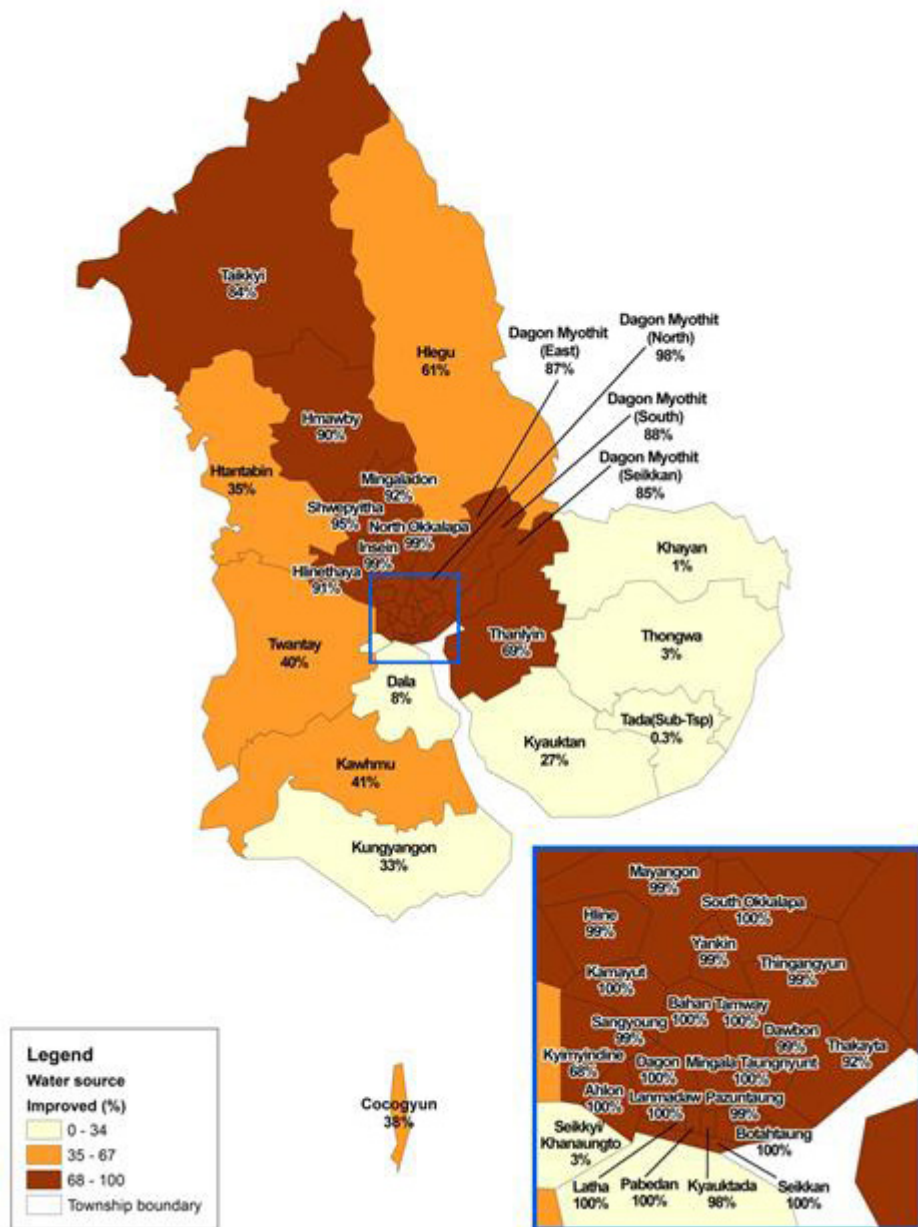 Taikkyi
84%
Hlegu
61%
Dagon Myothit
(East)
87%
Dagon Myothit
(North)
98%
Dagon Myothit
(South)
88%
Dagon Myothit
(Seikkan)
85%
Hmawby
90%
Htantabin
35%
Mingaladon
92%
Shwepyitha
95%
North Okkalapa
99%
Insein
99%
Hlinethaya
91%
Khayan
1%
Thongwa
3%
Thanlyin
69%
Twantay
40%
Dala
8%
Tada(Sub-Tsp)
0.3%
Kyauktan
27%
Kawhmu
41%
Kungyangon
33%
Mayangon
99%
South Okkalapa
100%
Hline
99%
Yankin
99%
Thingangyun
99%
Kamayut
100%
Bahan
100%
Tamway
100%
Sangyoung
99%
Dawbon
99%
Thakayta
92%
Kyimyindine
68%
Dagon
100%
Mingala Taungnyunt
100%
Ahlon
100%
Lanmadaw
100%
Pazuntaung
99%
Botahtaung
100%
Seikkyi/
Khanaungto
3%
Latha
100%
Pabedan
100%
Kyauktada
98%
Seikkan
100%
Legend
Water source
Improved (%)
0 - 34
35 - 67
68 - 100
Township boundary
Cocogyun
38%